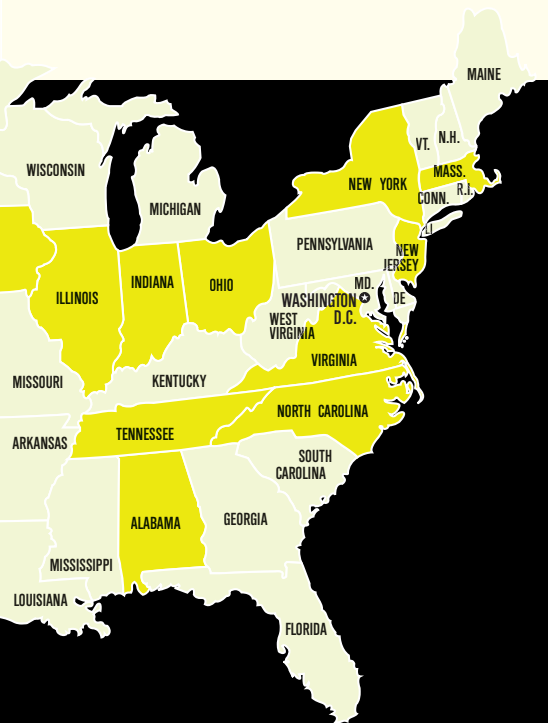 MAINE
VT.
N.H.
WISCONSIN
MASS.
NEW YORK
R.I.
CONN.
MICHIGAN
LI
PENNSYLVANIA
NEW
JERSEY
INDIANA
OHIO
MD.
ILLINOIS
WASHINGTON
D.C.
DE
WEST
VIRGINIA
VIRGINIA
MISSOURI
KENTUCKY
NORTH CAROLINA
TENNESSEE
ARKANSAS
SOUTH
CAROLINA
ALABAMA
GEORGIA
MISSISSIPPI
LOUISIANA
FLORIDA